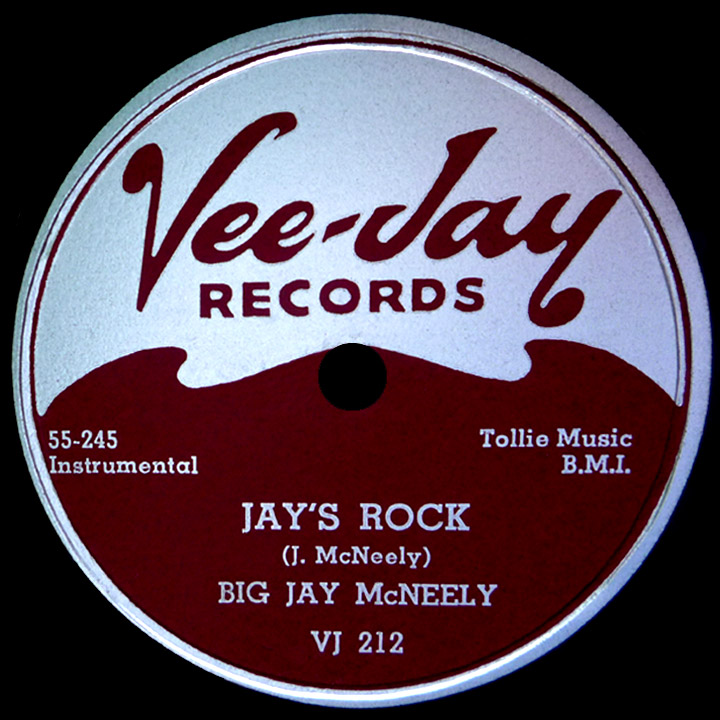 Vee-Jay
RECORDS
55-245
Instrumental
Tollie Music
B.M.I.
JAY'S ROCK
(J. McNeely)
BIG JAY McNEELY
VJ 212